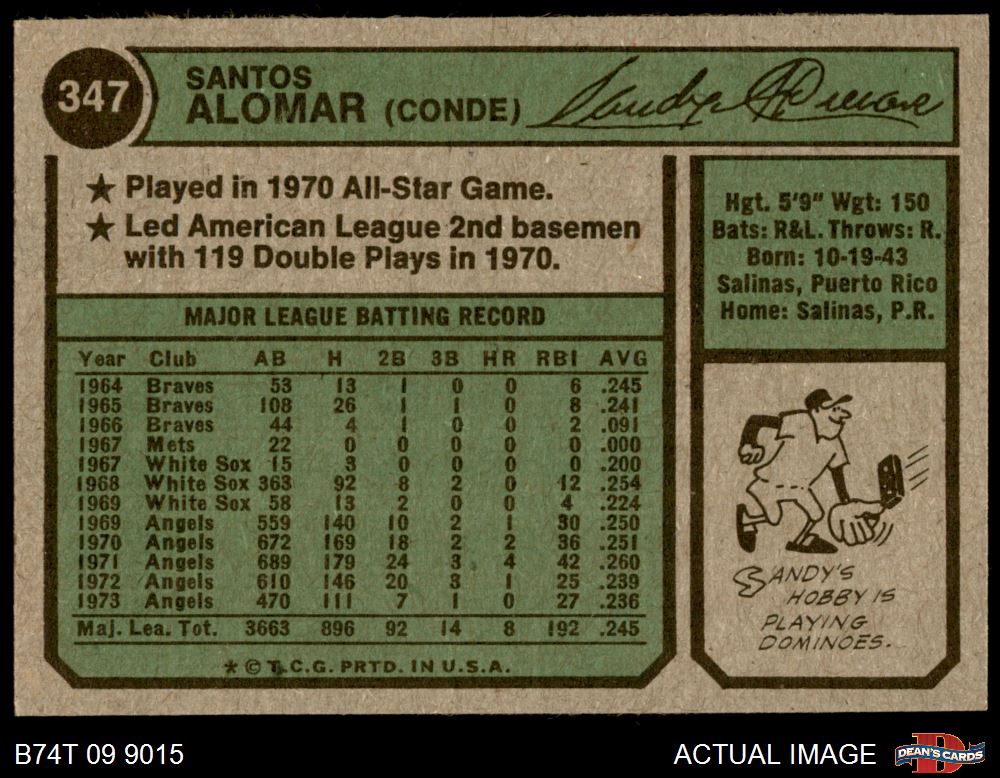 347
SANTOS
ALOMAR (CONDE)
Sandy Alomar
★ Played in 1970 All-Star Game.
★ Led American League 2nd basemen
with 119 Double Plays in 1970.
Hgt. 5'9" Wgt: 150
Bats: R&L. Throws: R.
Born: 10-19-43
Salinas, Puerto Rico
Home: Salinas, P.R.
MAJOR LEAGUE BATTING RECORD
Year Club AB H 2B 3B HR RBI AVG
1964 Braves 53 13 1 0 0 6 .245
1965 Braves 108 26 1 1 0 8 .241
1966 Braves 44 4 1 0 0 2 .091
1967 Mets 22 0 0 0 0 0 .000
1967 White Sox 15 3 0 0 0 0 .200
1968 White Sox 363 92 8 2 0 12 .254
1969 White Sox 58 13 2 0 0 4 .224
1969 Angels 559 140 10 2 1 30 .250
1970 Angels 672 169 18 2 2 36 .251
1971 Angels 689 179 24 3 4 42 .260
1972 Angels 610 146 20 3 1 25 .239
1973 Angels 470 111 7 1 0 27 .236
Maj. Lea. Tot. 3663 896 92 14 8 192 .245
* © T.C.G. PRTD. IN U.S.A.
SANDY'S
HOBBY IS
PLAYING
DOMINOES.
B74T 09 9015
ACTUAL IMAGE
DEAN'S CARDS